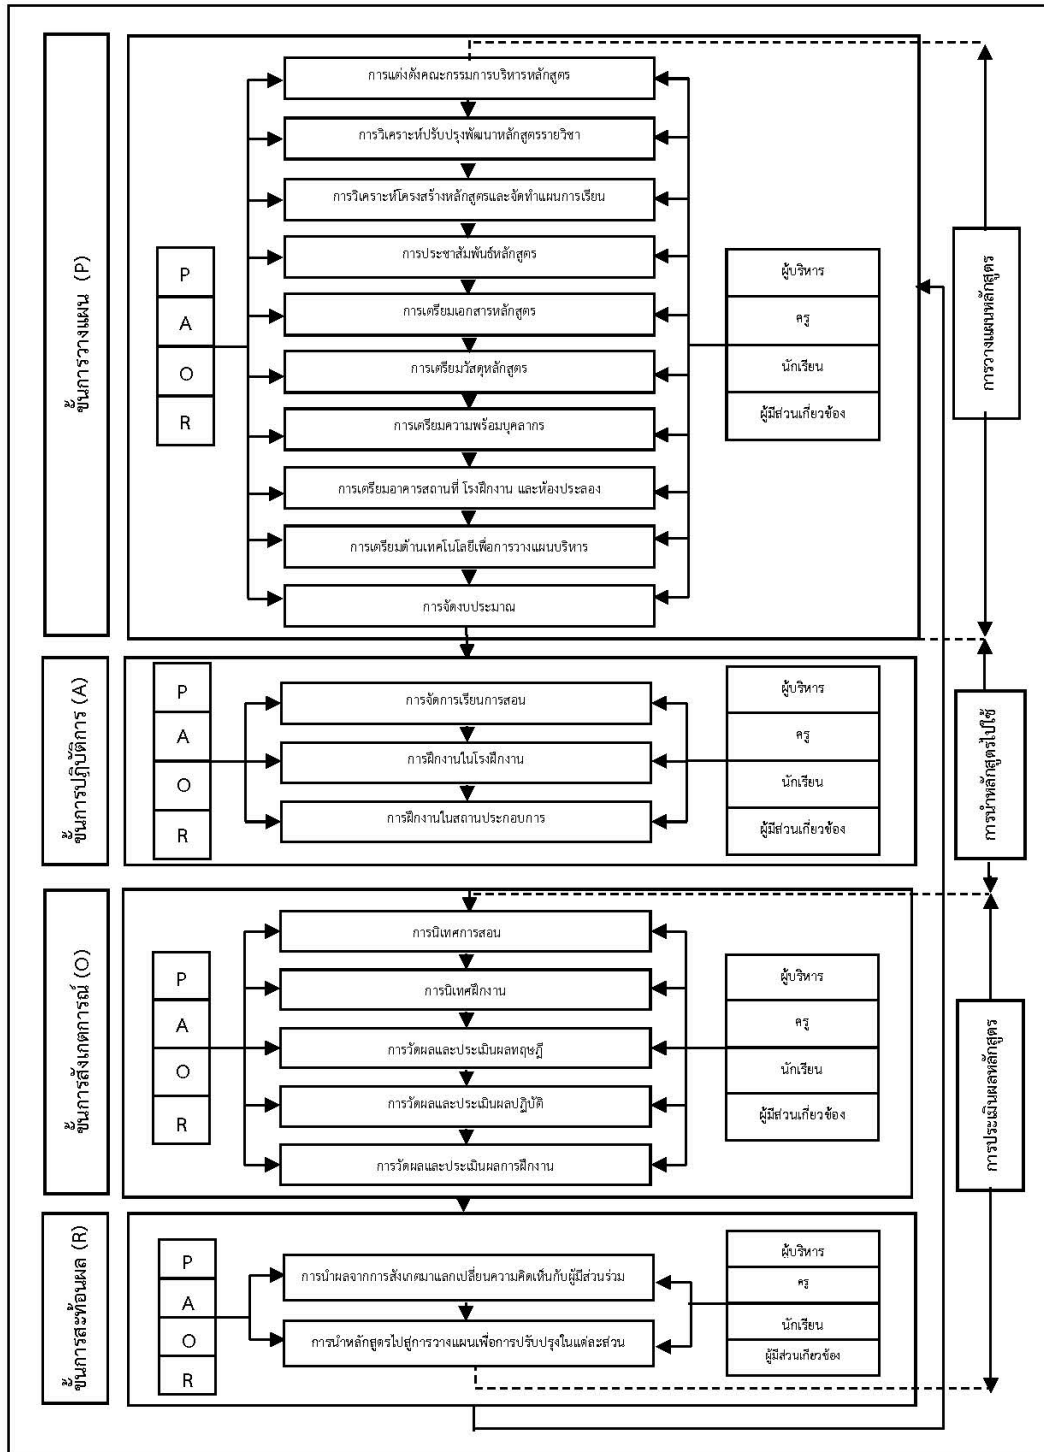 ขั้นการวางแผน (P)
การแต่งตั้งคณะกรรมการบริหารหลักสูตร
การวิเคราะห์ปรับปรุงพัฒนาหลักสูตรรายวิชา
การวิเคราะห์โครงสร้างหลักสูตรและจัดทำแผนการเรียน
การประชาสัมพันธ์หลักสูตร
การเตรียมเอกสารหลักสูตร
การเตรียมวัสดุหลักสูตร
การเตรียมความพร้อมบุคลากร
การเตรียมอาคารสถานที่ โรงฝึกงาน และห้องประลอง
การเตรียมด้านเทคโนโลยีเพื่อการวางแผนบริหาร
การจัดงบประมาณ
P
A
O
R
ผู้บริหาร
ครู
นักเรียน
ผู้มีส่วนเกี่ยวข้อง
การวางแผนหลักสูตร
ขั้นการปฏิบัติการ (A)
P
A
O
R
การจัดการเรียนการสอน
การฝึกงานในโรงฝึกงาน
การฝึกงานในสถานประกอบการ
ผู้บริหาร
ครู
นักเรียน
ผู้มีส่วนเกี่ยวข้อง
การนำหลักสูตรไปใช้
ขั้นการสังเกตการณ์ (O)
P
A
O
R
การนิเทศการสอน
การนิเทศฝึกงาน
การวัดผลและประเมินผลทฤษฎี
การวัดผลและประเมินผลปฏิบัติ
การวัดผลและประเมินผลการฝึกงาน
ผู้บริหาร
ครู
นักเรียน
ผู้มีส่วนเกี่ยวข้อง
การประเมินผลหลักสูตร
ขั้นการสะท้อนผล (R)
P
A
O
R
การนำผลจากการสังเกตมาแลกเปลี่ยนความคิดเห็นกับผู้มีส่วนร่วม
การนำหลักสูตรไปสู่การวางแผนเพื่อการปรับปรุงในแต่ละส่วน
ผู้บริหาร
ครู
นักเรียน
ผู้มีส่วนเกี่ยวข้อง